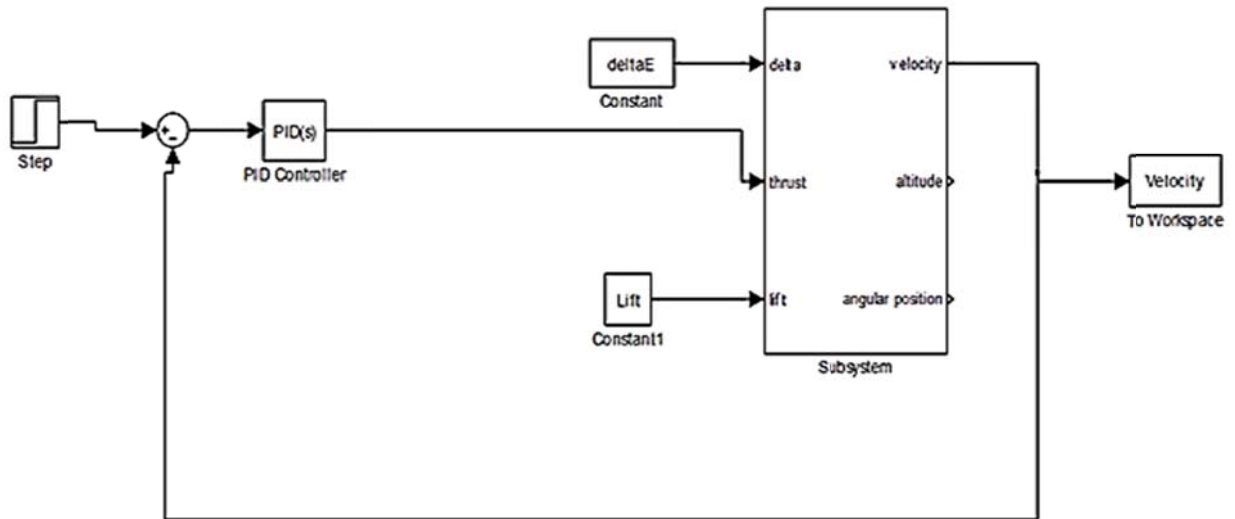 Step
+
-
PID(s)
PID Controller
deltaE
Constant
Lift
Constant1
delta
thrust
lift
velocity
altitude
angular position
Subsystem
Velocity
To Workspace